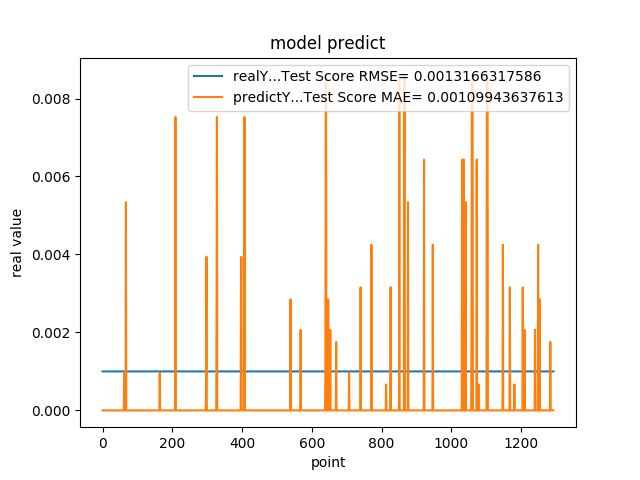 model predict
realY...Test Score RMSE= 0.0013166317586
predictY...Test Score MAE= 0.00109943637613
real value
0.008
0.006
0.004
0.002
0.000
0 200 400 600 800 1000 1200
point